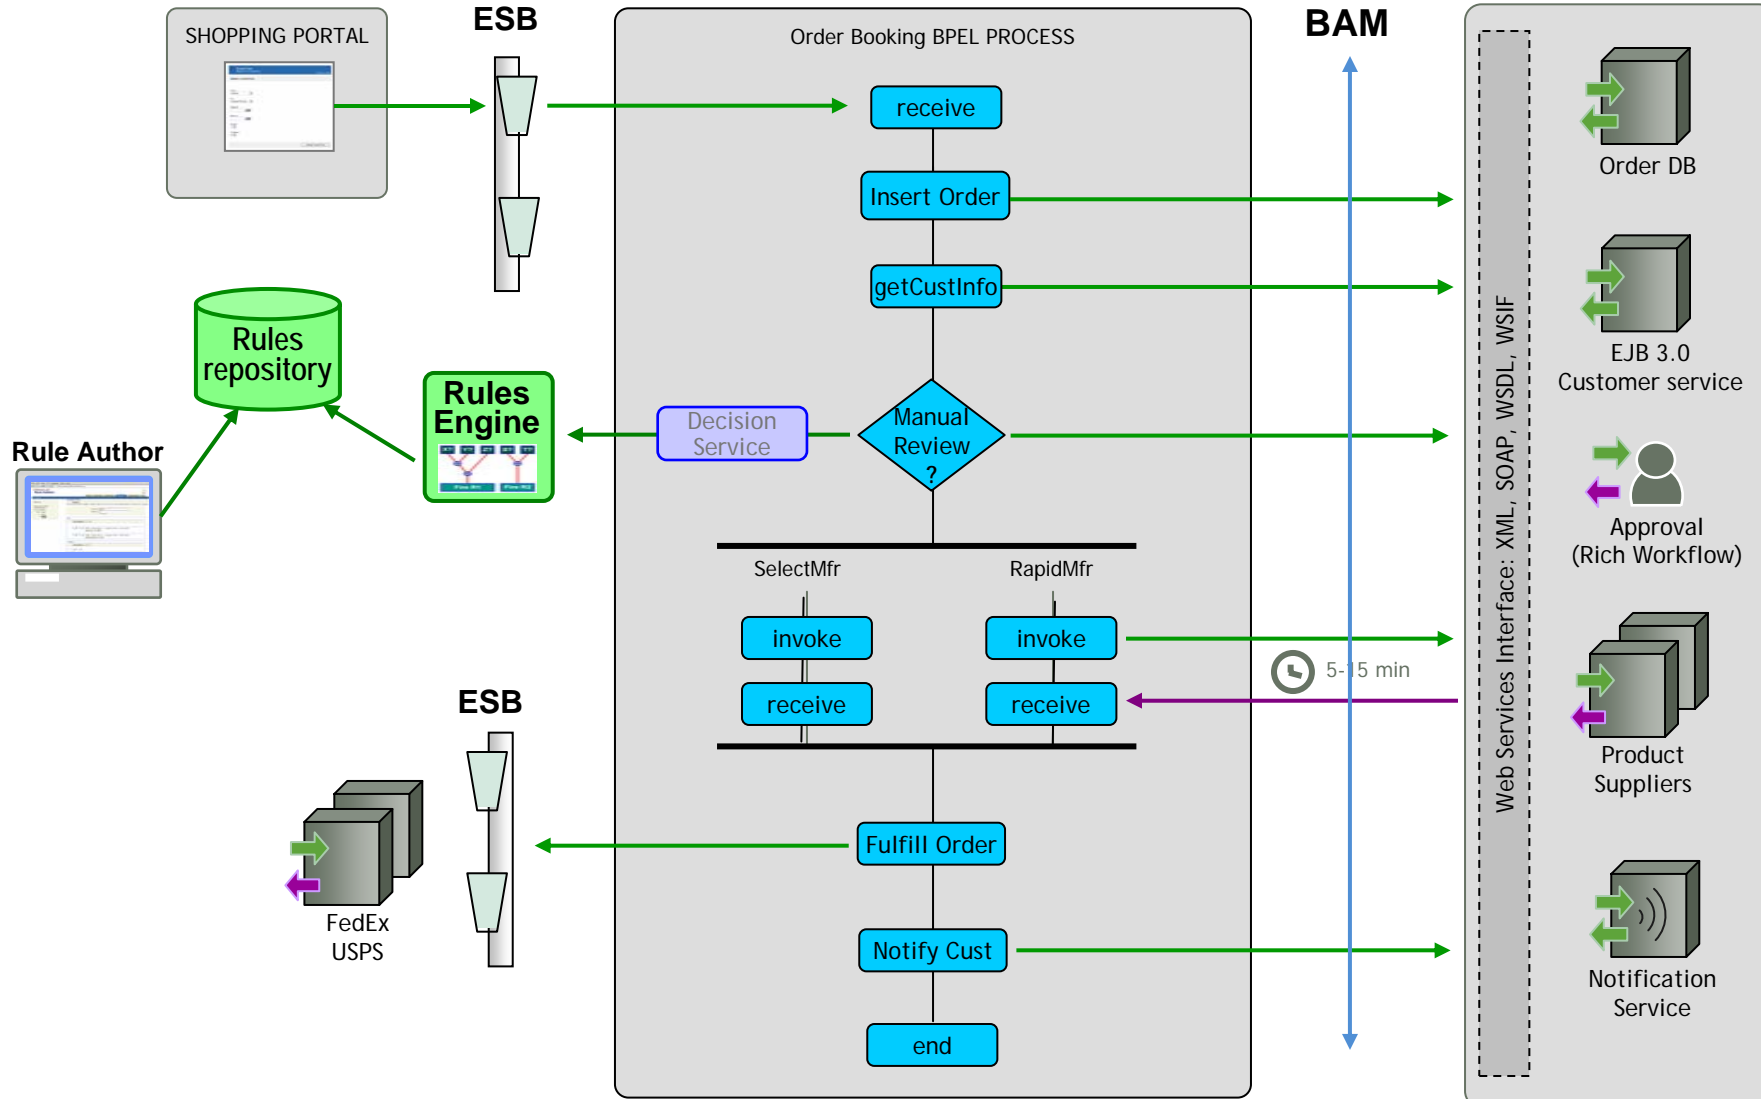 ESB
BAM
SHOPPING PORTAL
Order Booking BPEL PROCESS
receive
Order DB
Insert Order
getCustInfo
EJB 3.0
Customer service
Rules
repository
Rules
Engine
Decision
Service
Manual
Review
?
Rule Author
Approval
(Rich Workflow)
Web Services Interface: XML, SOAP, WSDL, WSIF
SelectMfr
RapidMfr
invoke
invoke
5-15 min
receive
receive
ESB
Product
Suppliers
Fulfill Order
FedEx
USPS
Notify Cust
Notification
Service
end